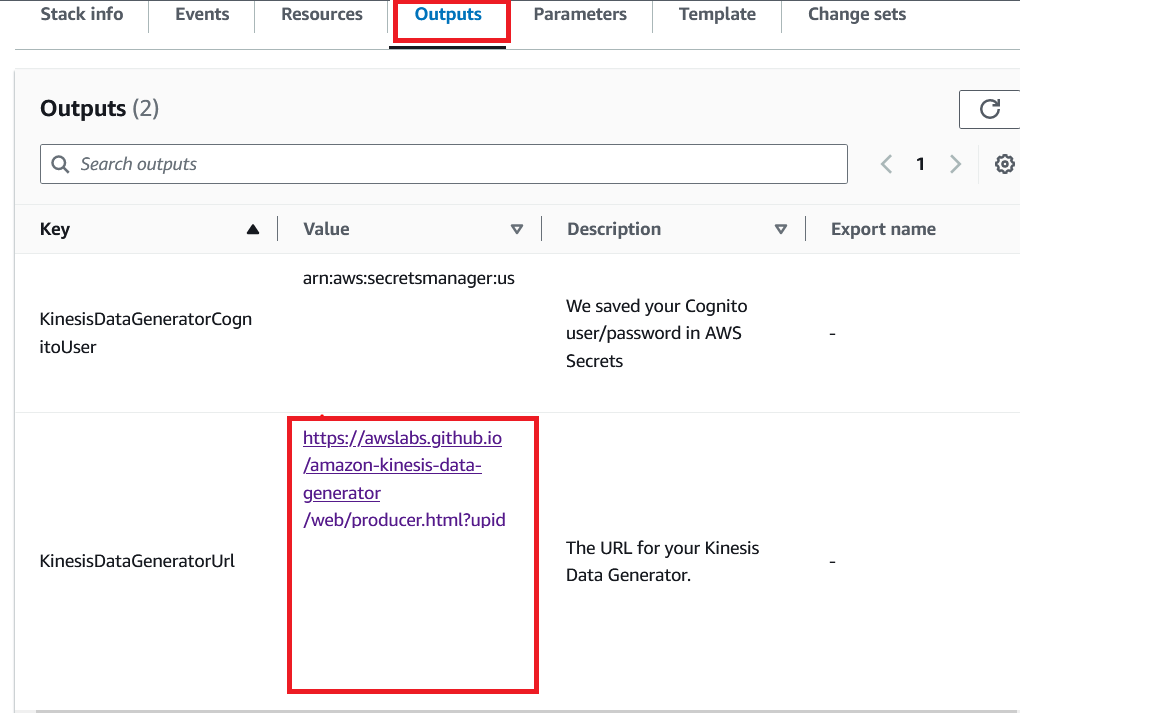 Stack info Events Resources Outputs Parameters Template Change sets
Outputs (2)
Search outputs
1
Key Value Description Export name
arn:aws:secretsmanager:us
KinesisDataGeneratorCogn
itoUser
We saved your Cognito
user/password in AWS
Secrets
-
https://awslabs.github.io
/amazon-kinesis-data-
generator
/web/producer.html?upid
KinesisDataGeneratorUrl
The URL for your Kinesis
Data Generator.
-